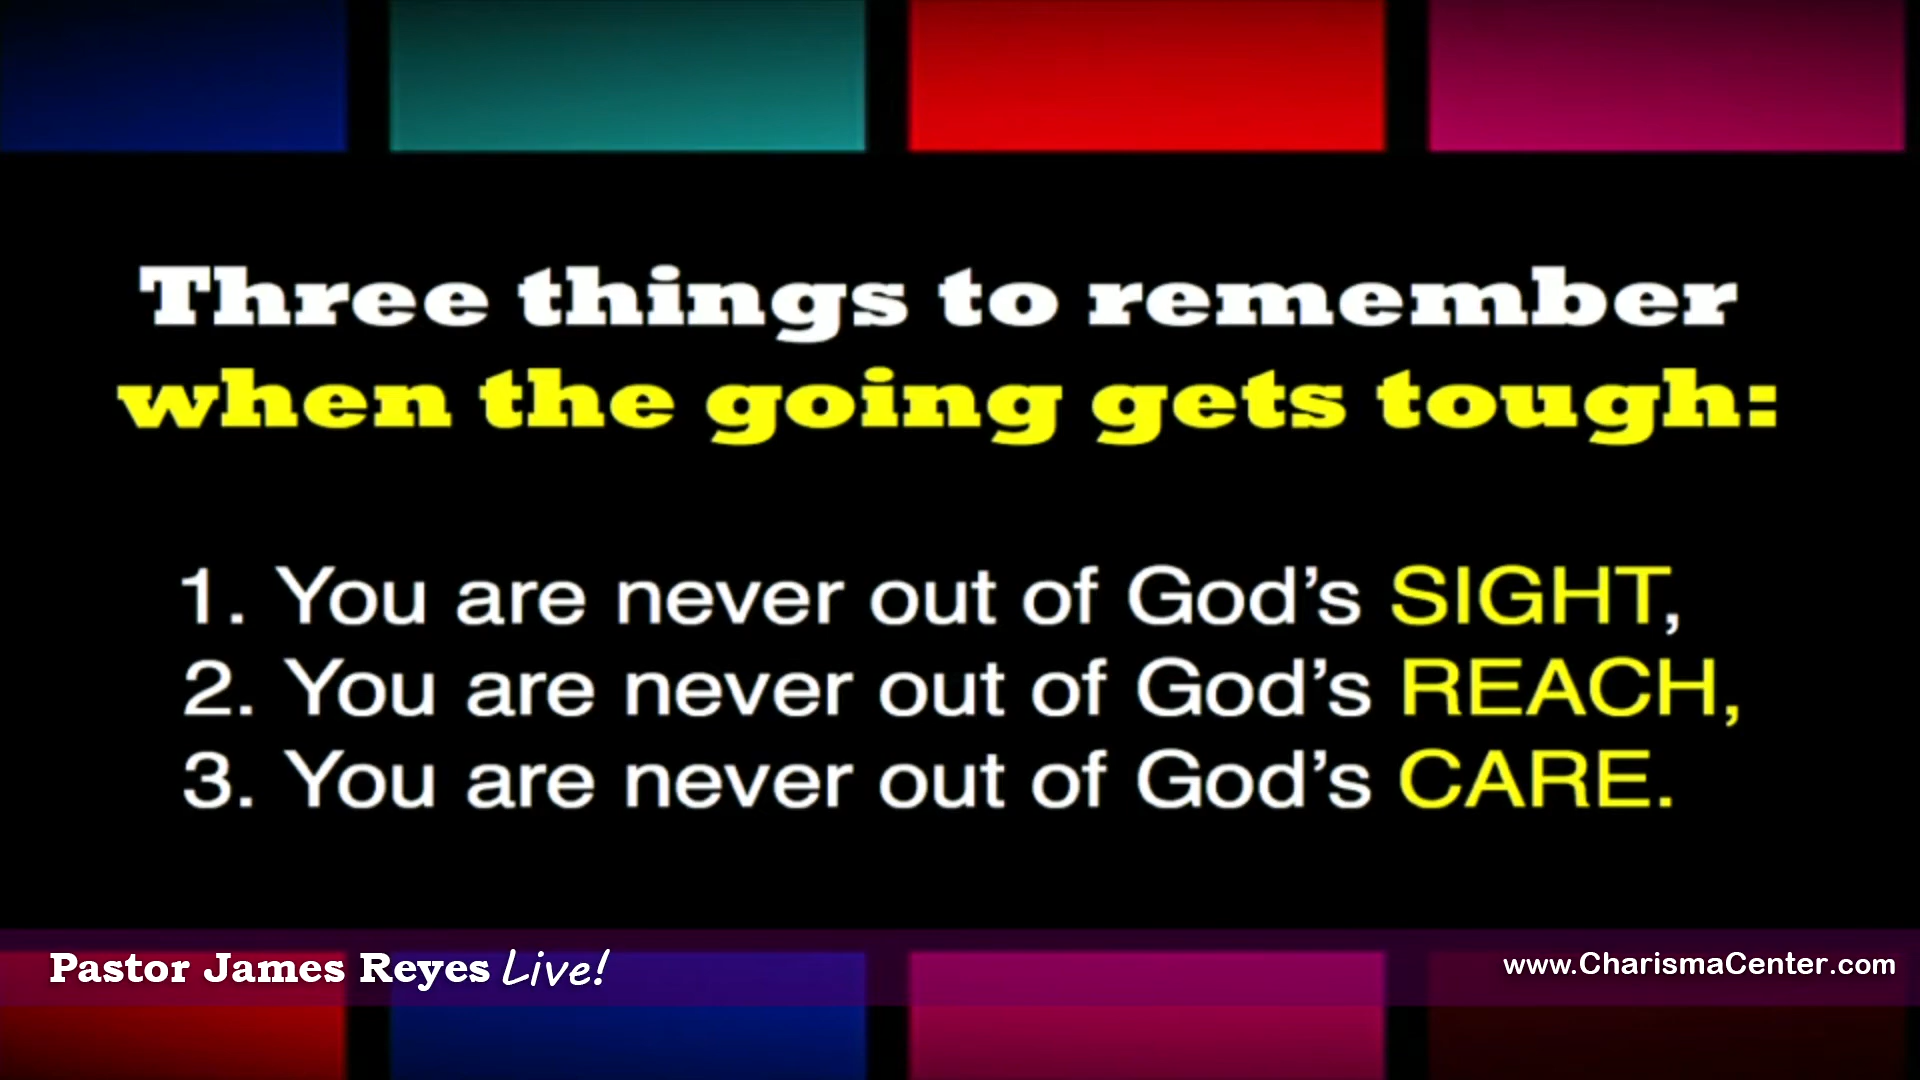 Three things to remember
when the going gets tough:
1. You are never out of God’s SIGHT,
2. You are never out of God’s REACH,
3. You are never out of God’s CARE.
Pastor James Reyes Live!
www.CharismaCenter.com